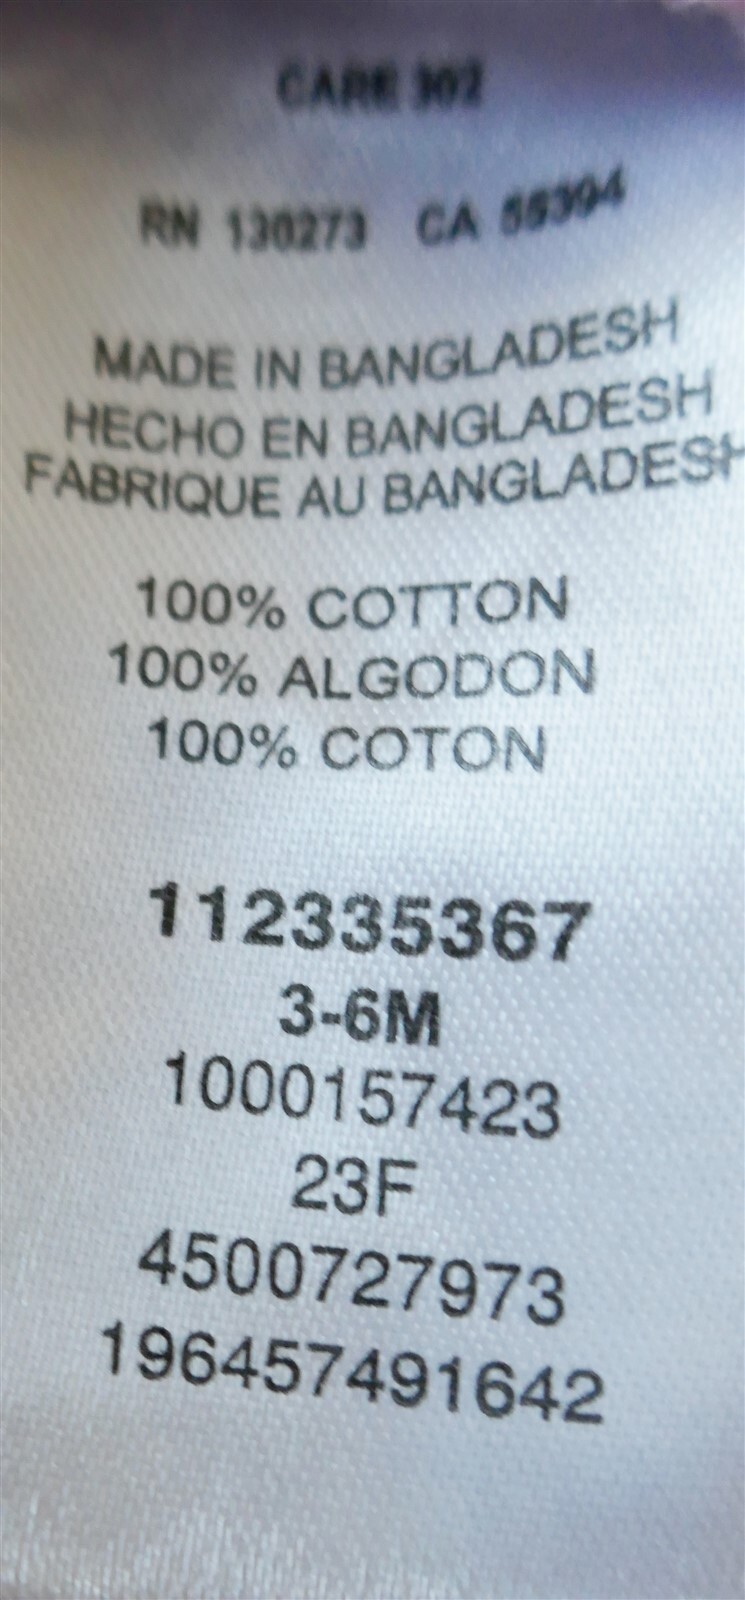 CARE 302
RN 130273 CA 55394
MADE IN BANGLADESH
HECHO EN BANGLADESH
FABRIQUE AU BANGLADESH
100% COTTON
100% ALGODON
100% COTON
112335367
3-6M
1000157423
23F
4500727973
196457491642